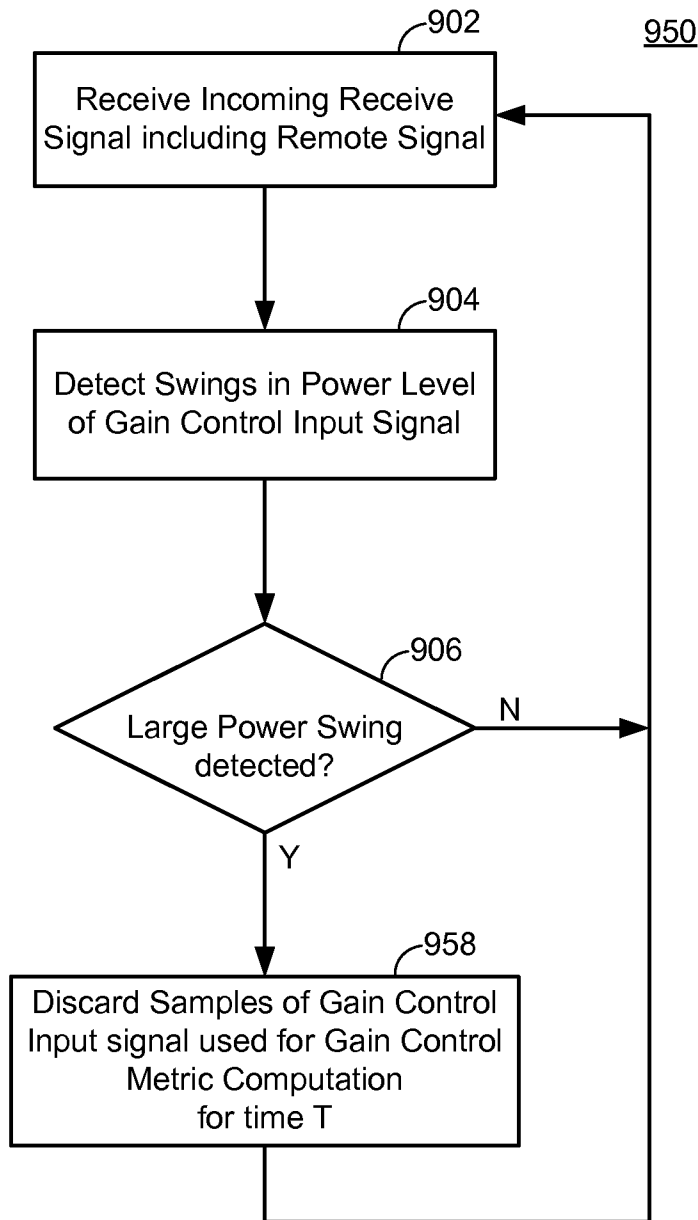 902
950
Receive Incoming Receive
Signal including Remote Signal
904
Detect Swings in Power Level
of Gain Control Input Signal
906
Large Power Swing
detected?
N
Y
958
Discard Samples of Gain Control
Input signal used for Gain Control
Metric Computation
for time T